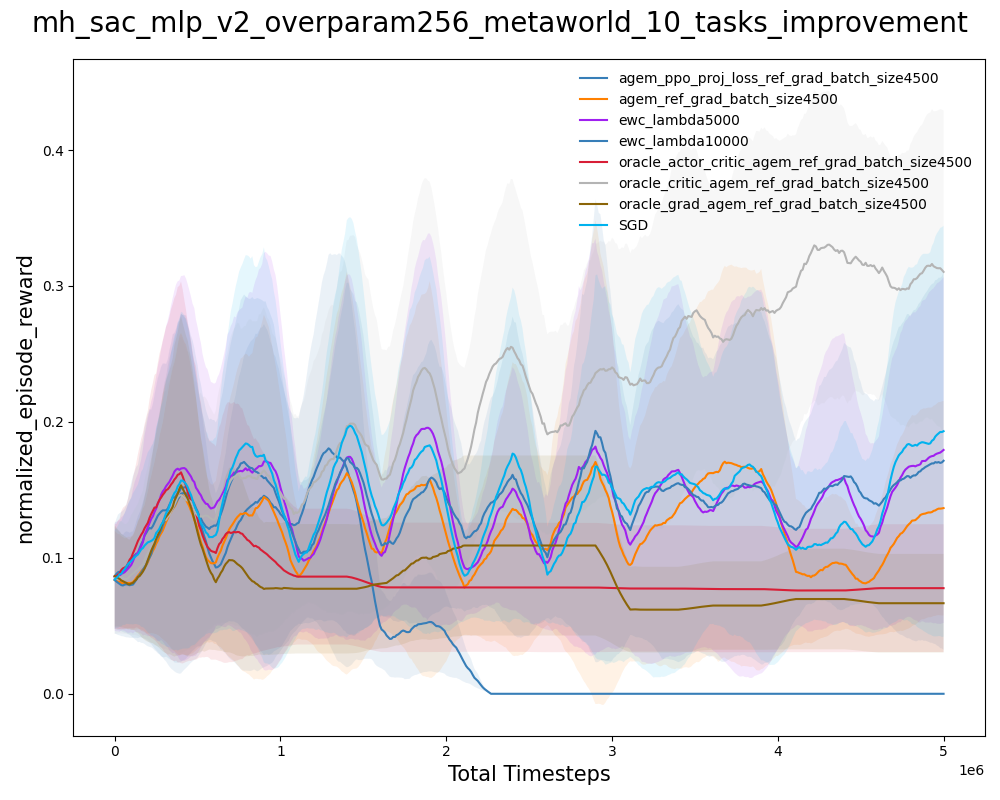 mh_sac_mlp_v2_overparam256_metaworld_10_tasks_improvement
agem_ppo_proj_loss_ref_grad_batch_size4500
agem_ref_grad_batch_size4500
ewc_lambda5000
ewc_lambda10000
oracle_actor_critic_agem_ref_grad_batch_size4500
oracle_critic_agem_ref_grad_batch_size4500
oracle_grad_agem_ref_grad_batch_size4500
SGD
normalized_episode_reward
0.4
0.3
0.2
0.1
0.0
0 1 2 3 4 5
1e6
Total Timesteps